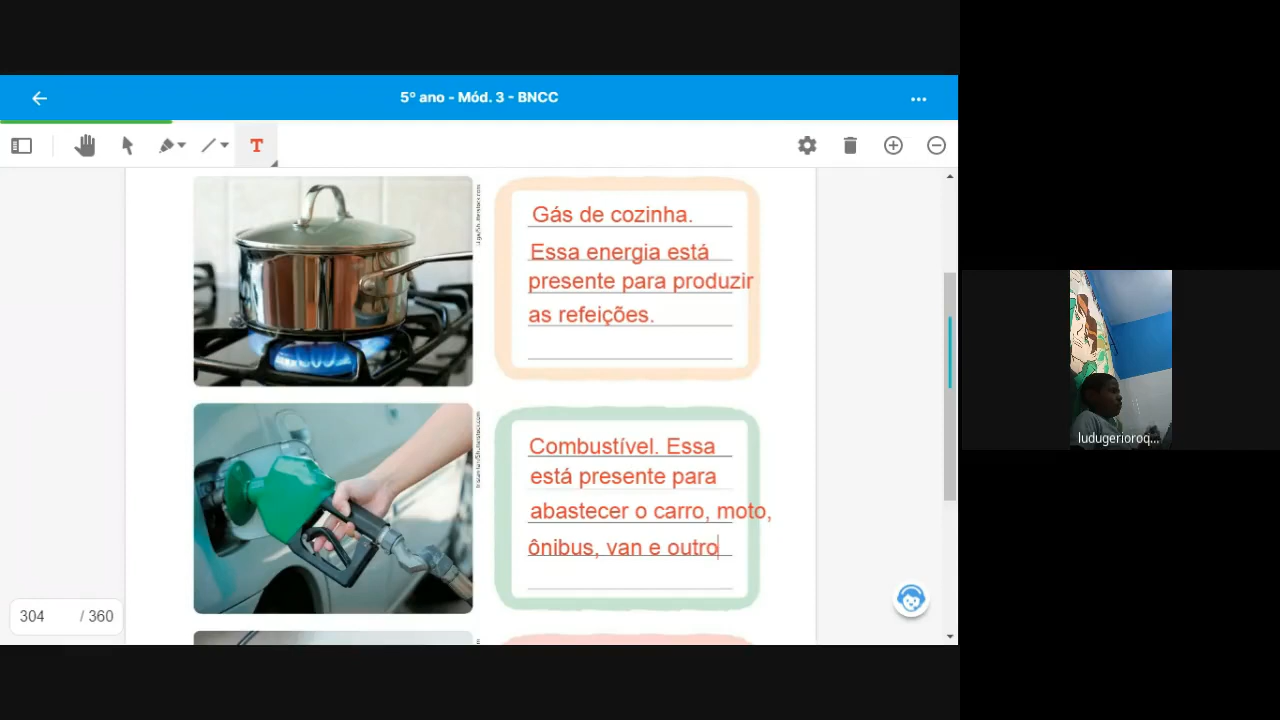 5º ano - Mód. 3 - BNCC
T
Gás de cozinha.
Essa energia está
presente para produzir
as refeições.
Combustível. Essa
está presente para
abastecer o carro, moto,
ônibus, van e outro
304 / 360
ludugerioroq...